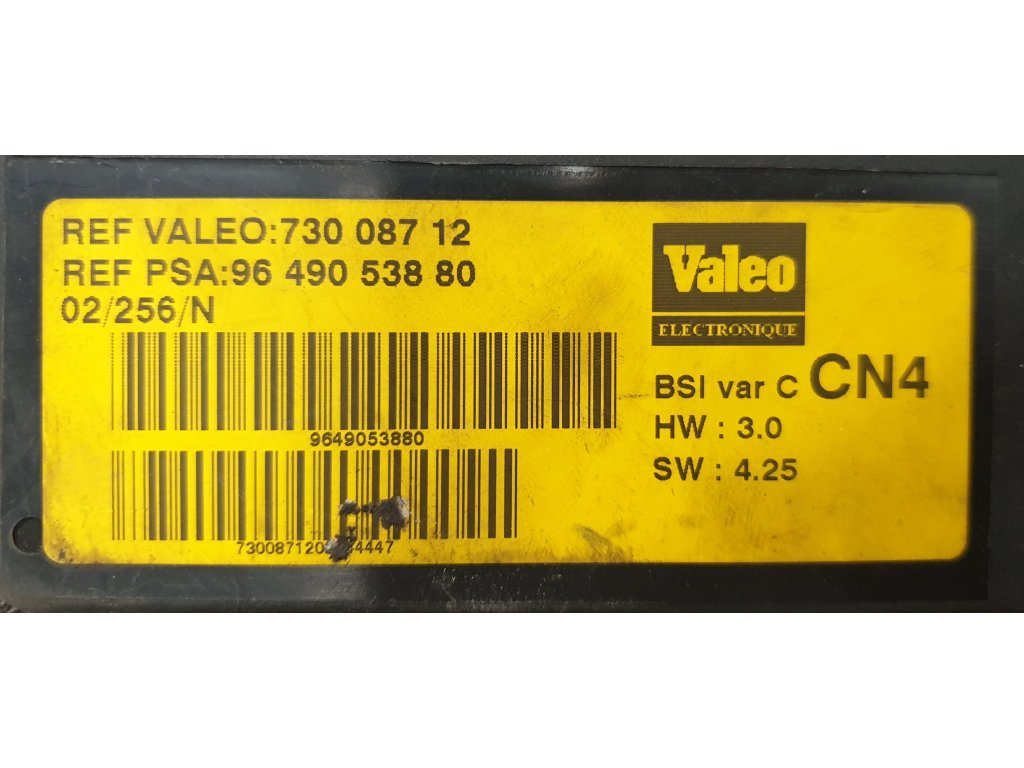 REF VALEO:730 087 12
REF PSA:96 490 538 80
02/256/N
9649053880
Valeo
ELECTRONIQUE
BSI var C CN4
HW : 3.0
SW : 4.25